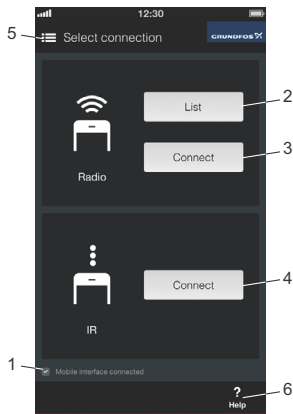 12:30
5
Select connection
GRUNDFOS
List
2
Connect
3
Radio
Connect
4
IR
1
Mobile interface connected
?
6
Help